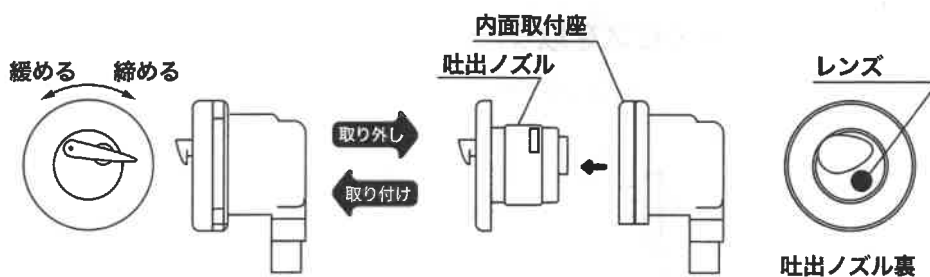 内面取付座
吐出ノズル
レンズ
緩める
締める
取り外し
取り付け
吐出ノズル裏